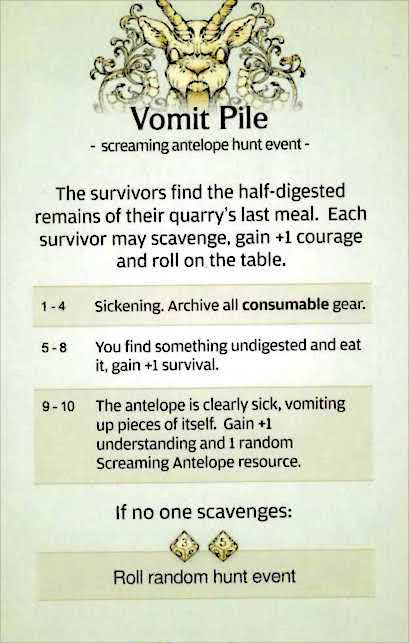 Vomit Pile
- screaming antelope hunt event -
The survivors find the half-digested
remains of their quarry's last meal. Each
survivor may scavenge, gain +1 courage
and roll on the table.
1 - 4 Sickening. Archive all consumable gear.
5 - 8 You find something undigested and eat
it, gain +1 survival.
9 - 10 The antelope is clearly sick, vomiting
up pieces of itself. Gain +1
understanding and 1 random
Screaming Antelope resource.
If no one scavenges:
3 5
Roll random hunt event